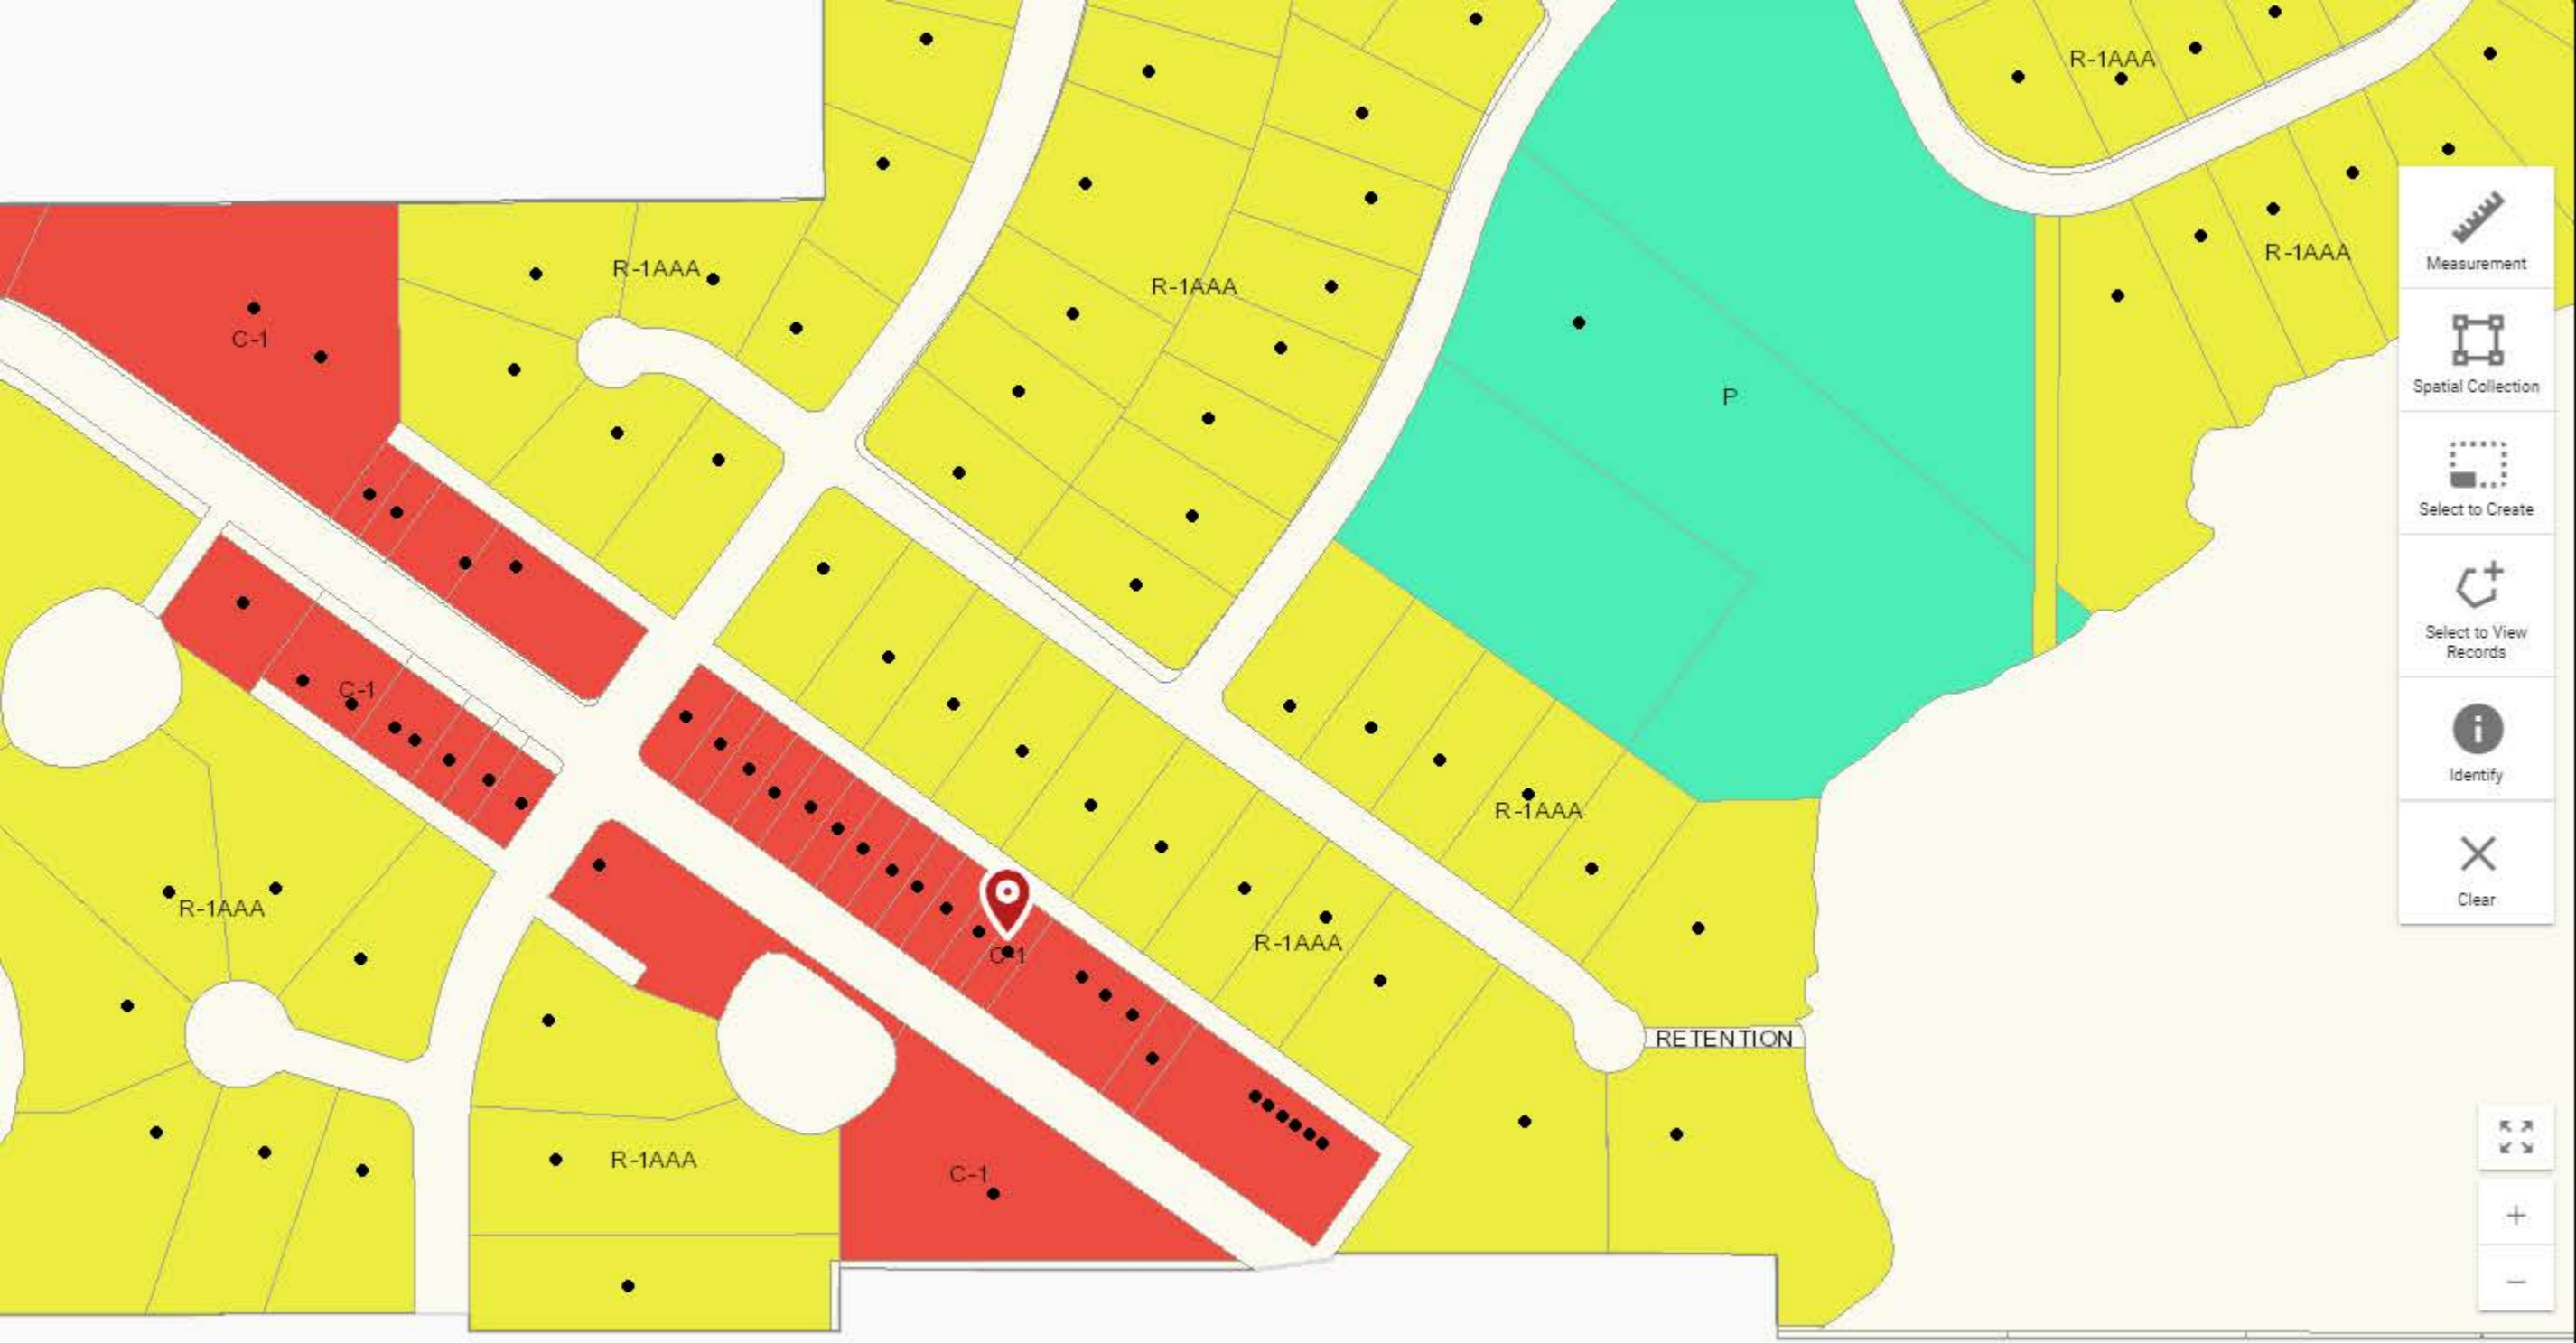 R-1AAA
R-1AAA
R-1AAA
R-1AAA
C-1
P
C-1
R-1AAA
R-1AAA
R-1AAA
C-1
RETENTION
R-1AAA
C-1
Measurement
Spatial Collection
Select to Create
Select to View
Records
Identify
Clear